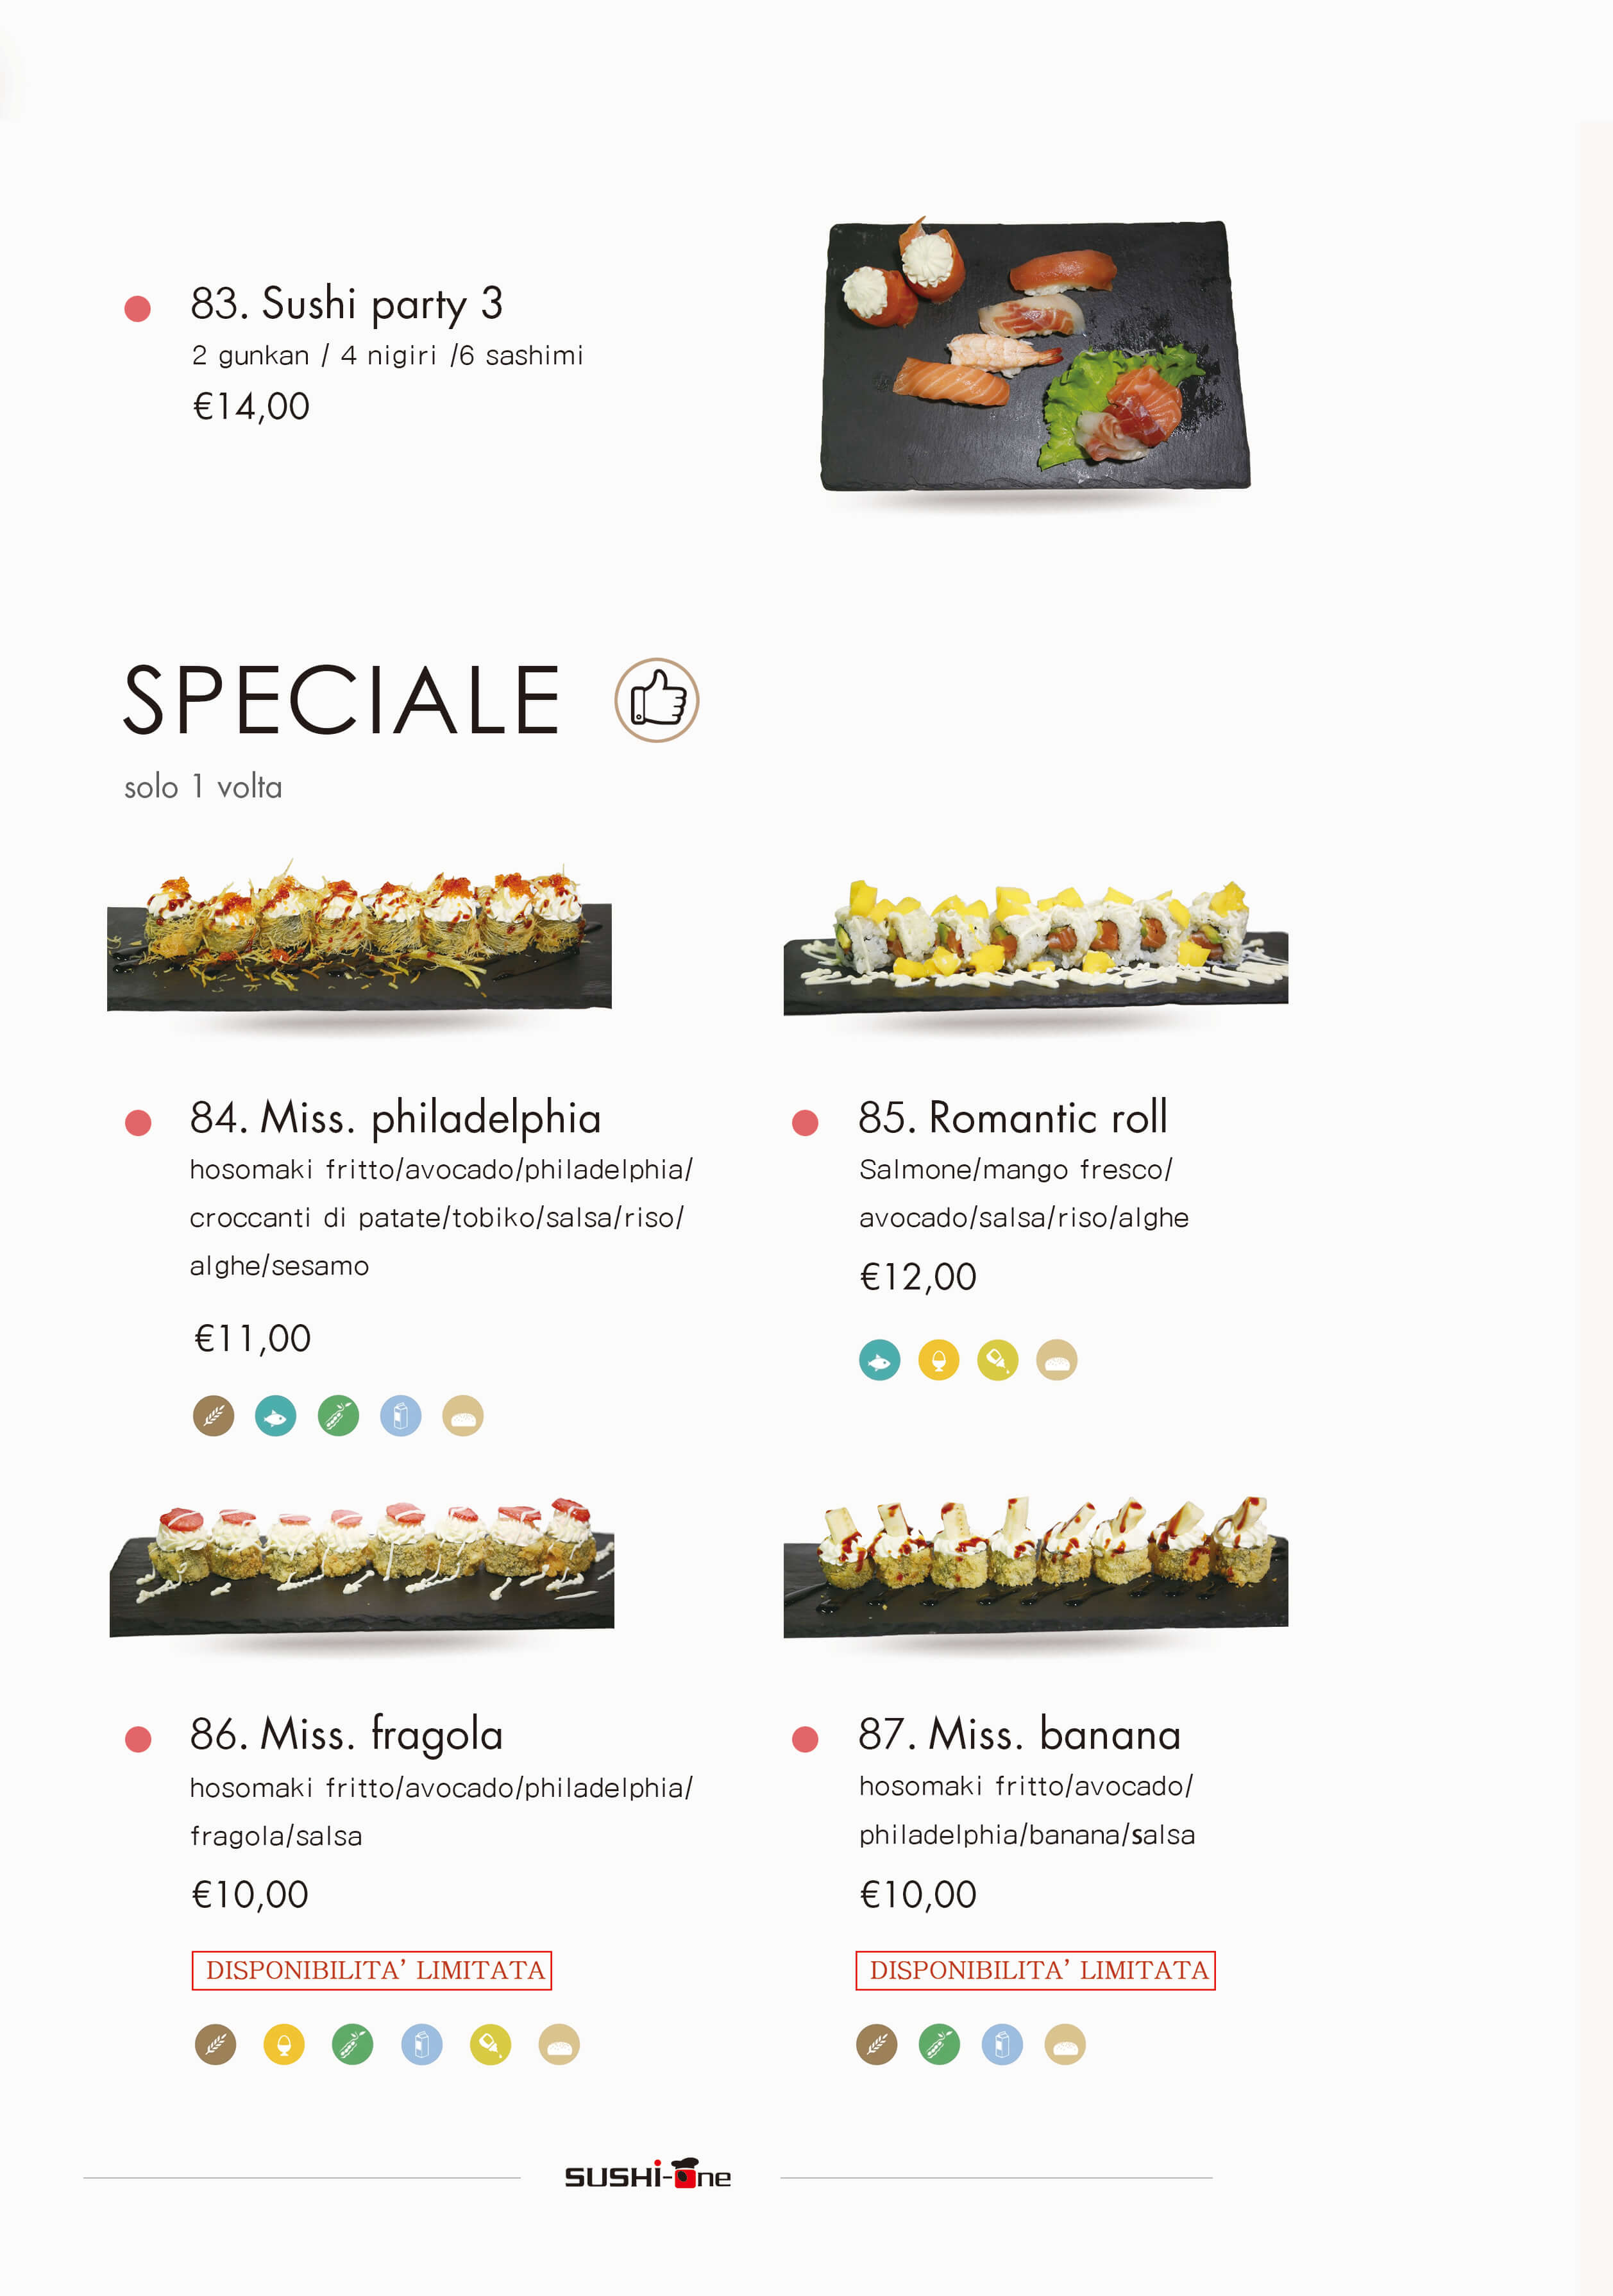 83. Sushi party 3
2 gunkan / 4 nigiri /6 sashimi
€14,00
SPECIALE
solo 1 volta
84. Miss. philadelphia
hosomaki fritto/avocado/philadelphia/
croccanti di patate/tobiko/salsa/riso/
alghe/sesamo
€11,00
85. Romantic roll
Salmone/mango fresco/
avocado/salsa/riso/alghe
€12,00
86. Miss. fragola
hosomaki fritto/avocado/philadelphia/
fragola/salsa
€10,00
DISPONIBILITA’ LIMITATA
87. Miss. banana
hosomaki fritto/avocado/
philadelphia/banana/salsa
€10,00
DISPONIBILITA’ LIMITATA
SUSHi-One